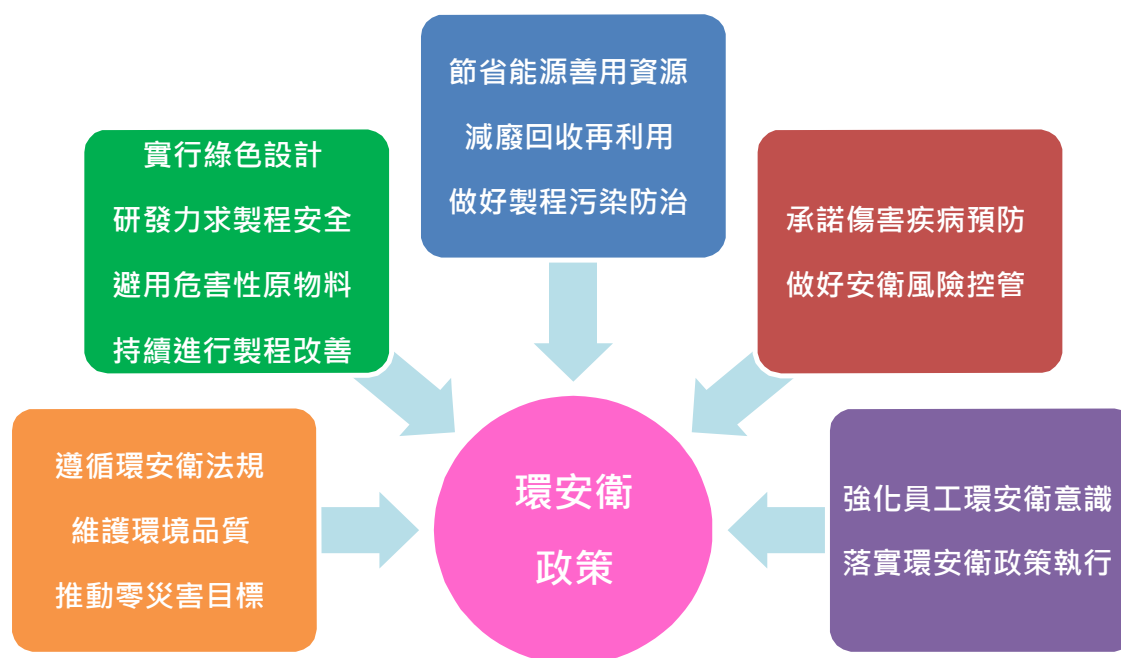 節省能源善用資源
減廢回收再利用
做好製程污染防治
實行綠色設計
研發力求製程安全
避用危害性原物料
持續進行製程改善
承諾傷害疾病預防
做好安衛風險控管
遵循環安衛法規
維護環境品質
推動零災害目標
環安衛
政策
強化員工環安衛意識
落實環安衛政策執行